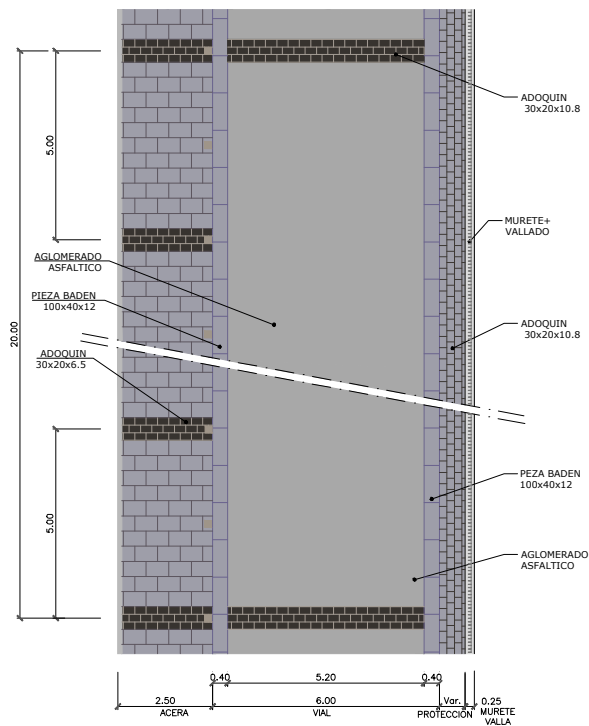 ADOQUIN
30x20x10.8
5.00
MURETE+
VALLADO
AGLOMERADO
ASFALTICO
PIEZA BADEN
100x40x12
20.00
ADOQUIN
30x20x10.8
ADOQUIN
30x20x6.5
5.00
PEZA BADEN
100x40x12
AGLOMERADO
ASFALTICO
0.40 5.20 0.40
2.50 6.00 Var. 0.25
ACERA VIAL PROTECCIÓN MURETE
VALLA